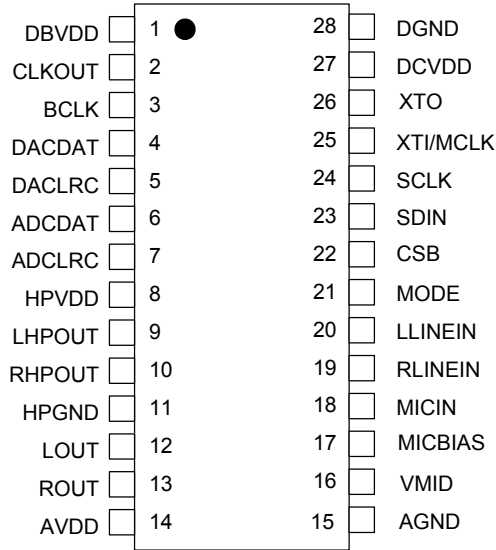 DBVDD 1 28 DGND
CLKOUT 2 27 DCVDD
BCLK 3 26 XTO
DACDAT 4 25 XTI/MCLK
DACLRC 5 24 SCLK
ADCDAT 6 23 SDIN
ADCLRC 7 22 CSB
HPVDD 8 21 MODE
LHPOUT 9 20 LLINEIN
RHPOUT 10 19 RLINEIN
HPGND 11 18 MICIN
LOUT 12 17 MICBIAS
ROUT 13 16 VMID
AVDD 14 15 AGND